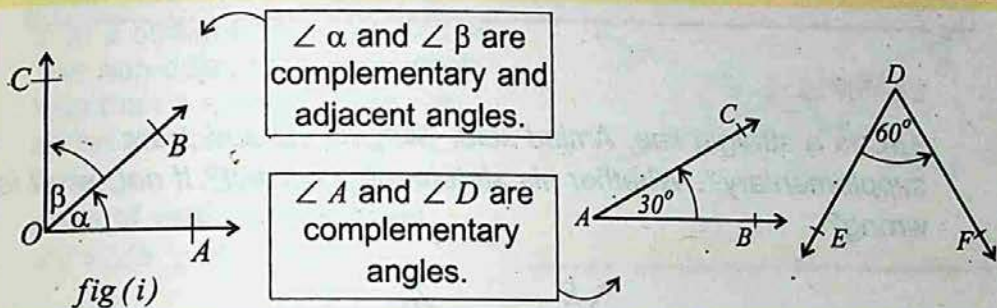 ∠ α and ∠ β are
complementary and
adjacent angles.
C
B
β
α
O
A
fig (i)
∠ A and ∠ D are
complementary
angles.
C
A
30°
B
D
60°
E
F